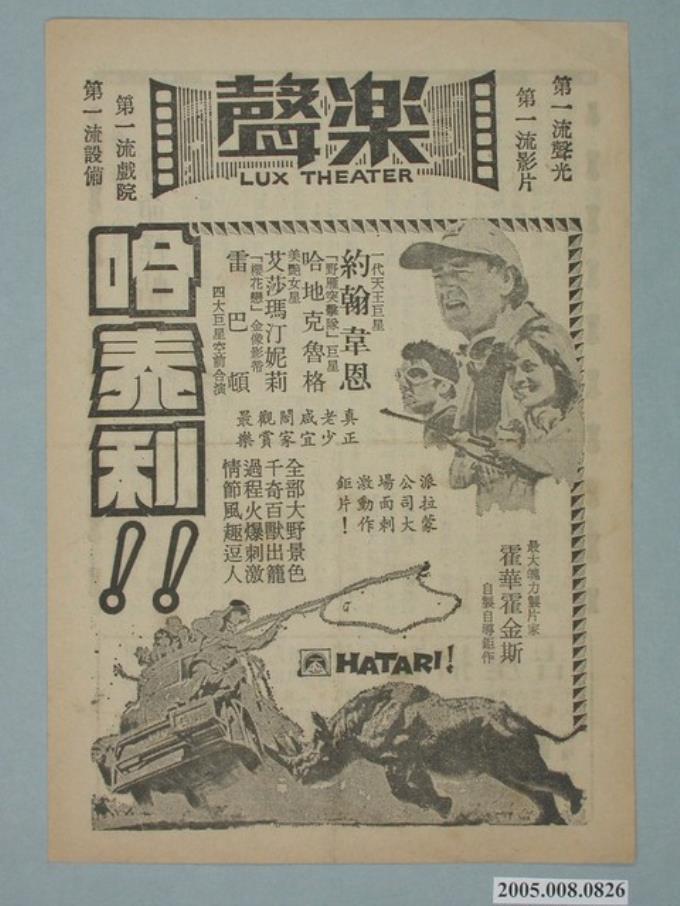 聲楽
LUX THEATER
第一流聲光
第一流影片
第一流戲院
第一流設備
哈泰利!!
一代天王巨星
約翰韋恩
「野雁突擊隊」巨星
哈地克魯格
美艷女星
艾莎瑪汀妮莉
「櫻花戀」金像影帝
雷巴頓
四大巨星空前合演
真正
老少
咸宜
閤家
觀賞
最樂
派拉蒙
公司大
場面刺
激動作
鉅片！
全部大野景色
千奇百獸出籠
過程火爆刺激
情節風趣逗人
最大魄力製片家
霍華霍金斯
自製自導鉅作
HATARI!
2005.008.0826